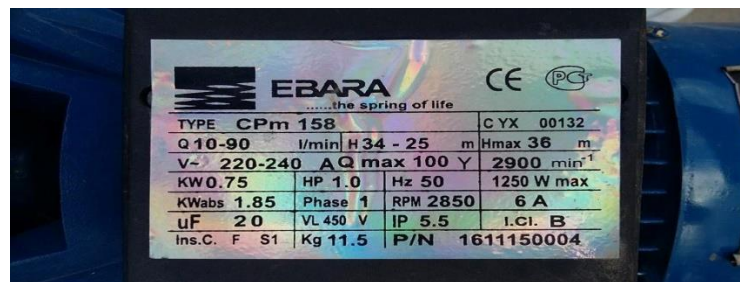 EBARA
......the spring of life
CE PCT
TYPE CPm 158 C YX 00132
Q 10-90 l/min H 34 - 25 m Hmax 36 m
V~ 220-240 A Q max 100 Y 2900 min-1
KW 0.75 HP 1.0 Hz 50 1250 W max
KWabs 1.85 Phase 1 RPM 2850 6 A
uF 20 VL 450 V IP 5.5 I.Cl. B
Ins.C. F S1 Kg 11.5 P/N 1611150004